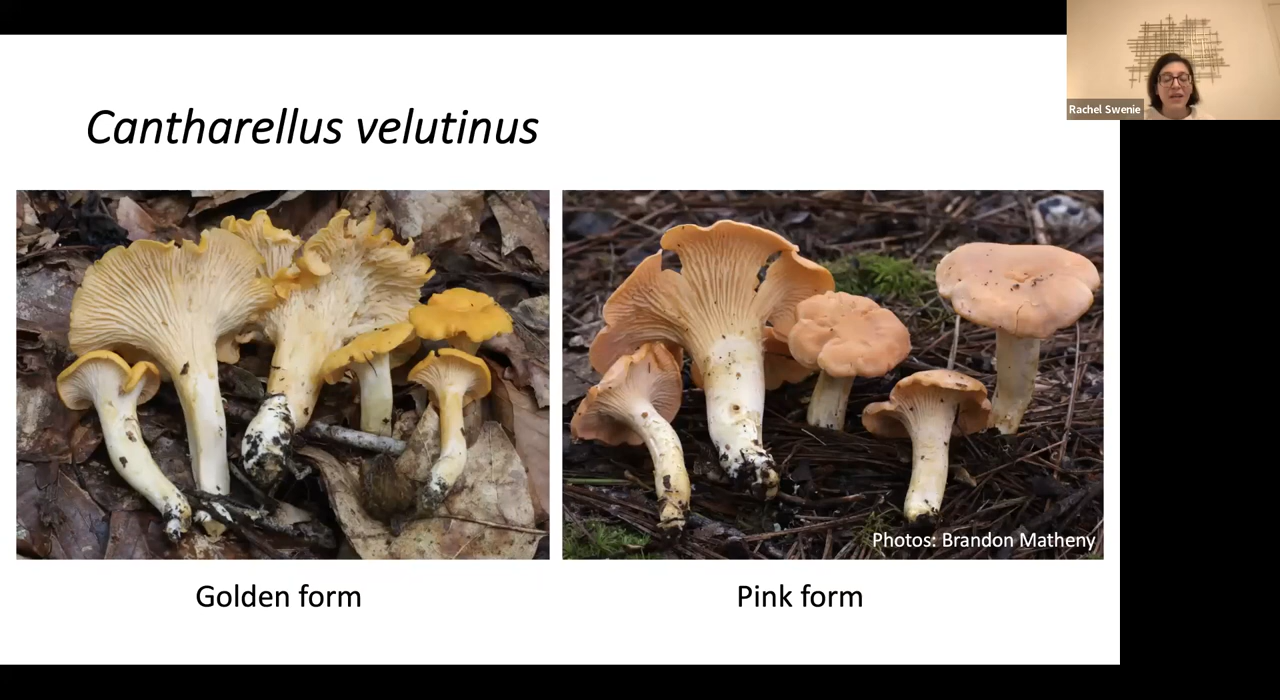 Cantharellus velutinus
Rachel Swenie
Photos: Brandon Matheny
Golden form
Pink form